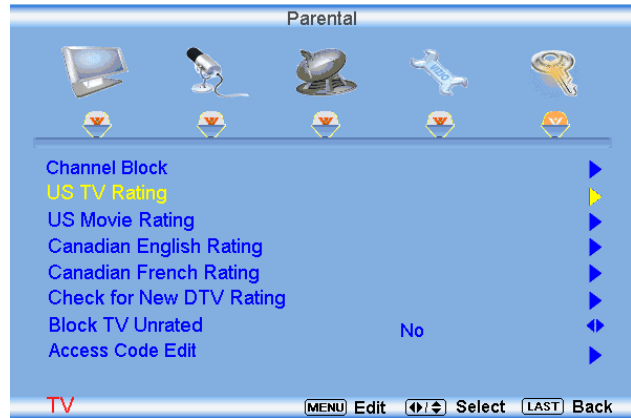 Parental
Channel Block
US TV Rating
US Movie Rating
Canadian English Rating
Canadian French Rating
Check for New DTV Rating
Block TV Unrated No
Access Code Edit
TV MENU Edit Select LAST Back